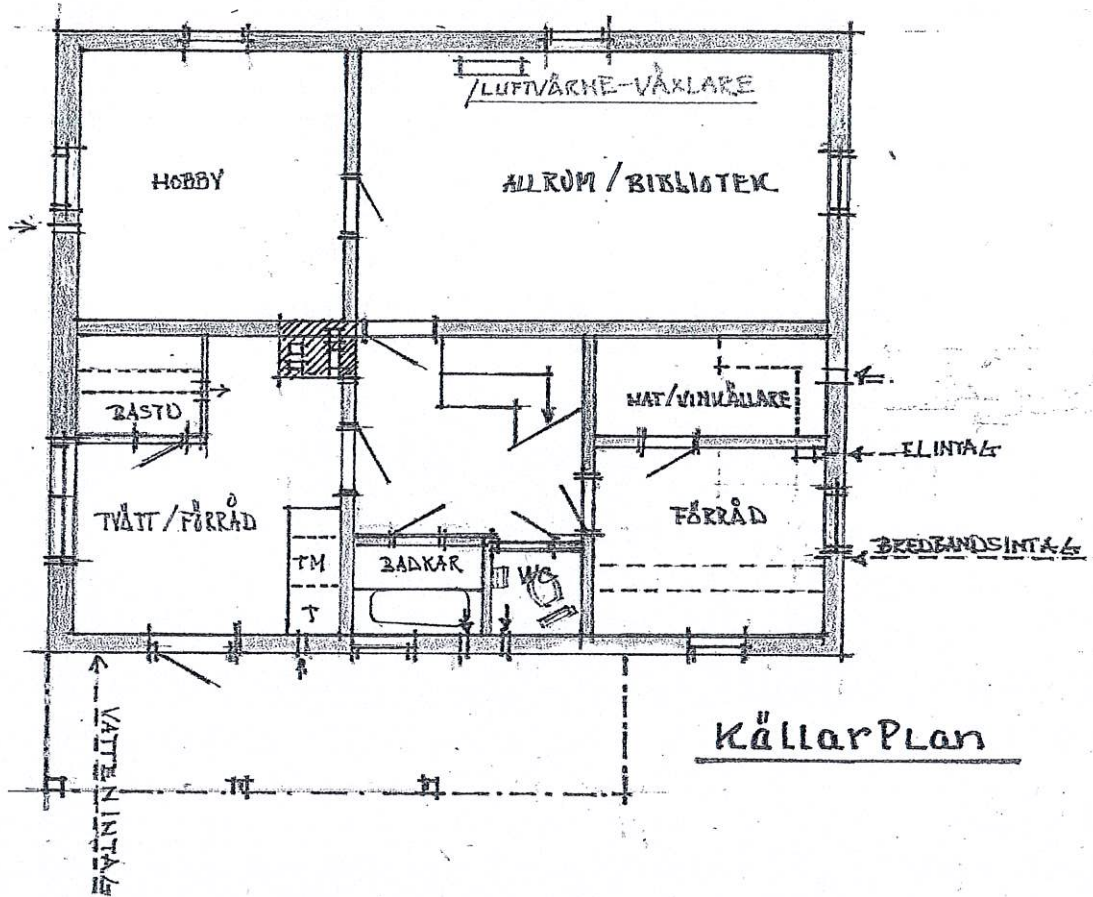 LUFTVÄRME-VÄXLARE
HOBBY
ALLRUM / BIBLIOTEK
BASTU
MAT/VINKÄLLARE
ELINTAG
TVÄTT/FÖRRÅD
FÖRRÅD
TM
BADKAR
WC
BREDBANDSINTAG
T
KällarPLan
VATTENINTAG